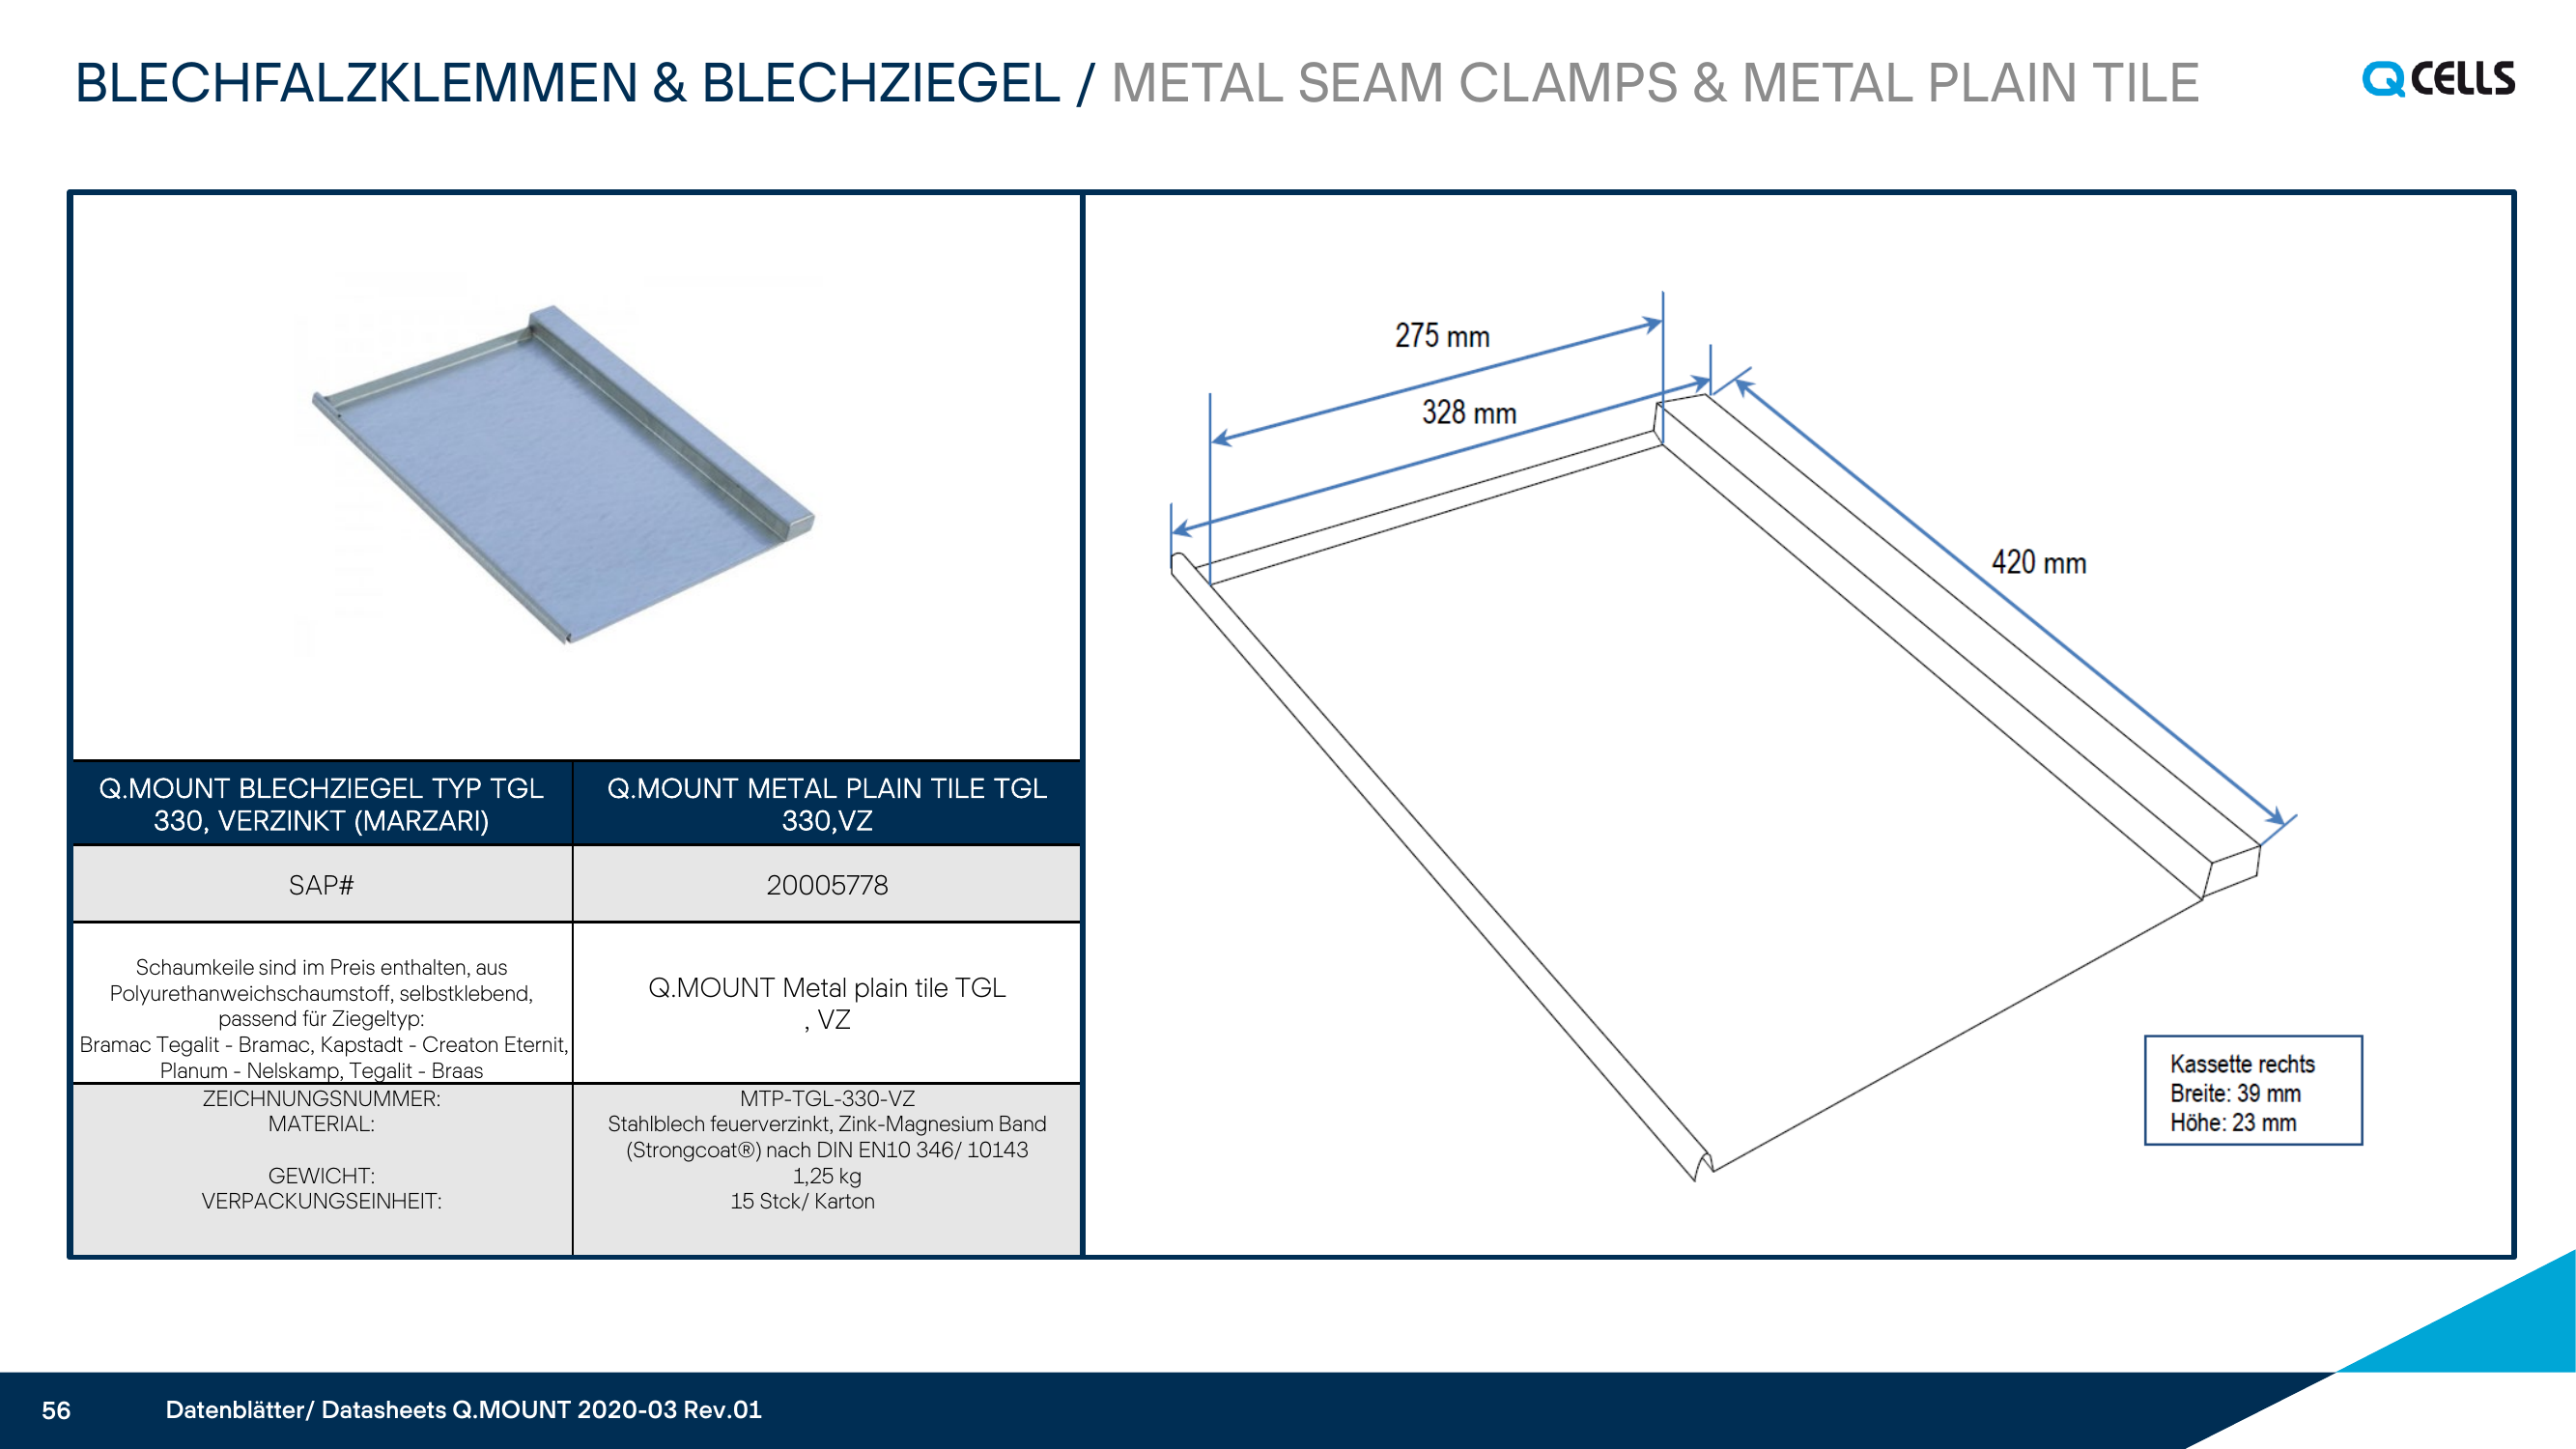 BLECHFALZKLEMMEN & BLECHZIEGEL / METAL SEAM CLAMPS & METAL PLAIN TILE
Q CELLS
275 mm
328 mm
420 mm
Q.MOUNT BLECHZIEGEL TYP TGL
330, VERZINKT (MARZARI)
Q.MOUNT METAL PLAIN TILE TGL
330,VZ
SAP#
20005778
Schaumkeile sind im Preis enthalten, aus
Polyurethanweichschaumstoff, selbstklebend,
passend für Ziegeltyp:
Bramac Tegalit - Bramac, Kapstadt - Creaton Eternit,
Planum - Nelskamp, Tegalit - Braas
Q.MOUNT Metal plain tile TGL
, VZ
ZEICHNUNGSNUMMER:
MATERIAL:
GEWICHT:
VERPACKUNGSEINHEIT:
MTP-TGL-330-VZ
Stahlblech feuerverzinkt, Zink-Magnesium Band
(Strongcoat®) nach DIN EN10 346/ 10143
1,25 kg
15 Stck/ Karton
Kassette rechts
Breite: 39 mm
Höhe: 23 mm
56
Datenblätter/ Datasheets Q.MOUNT 2020-03 Rev.01